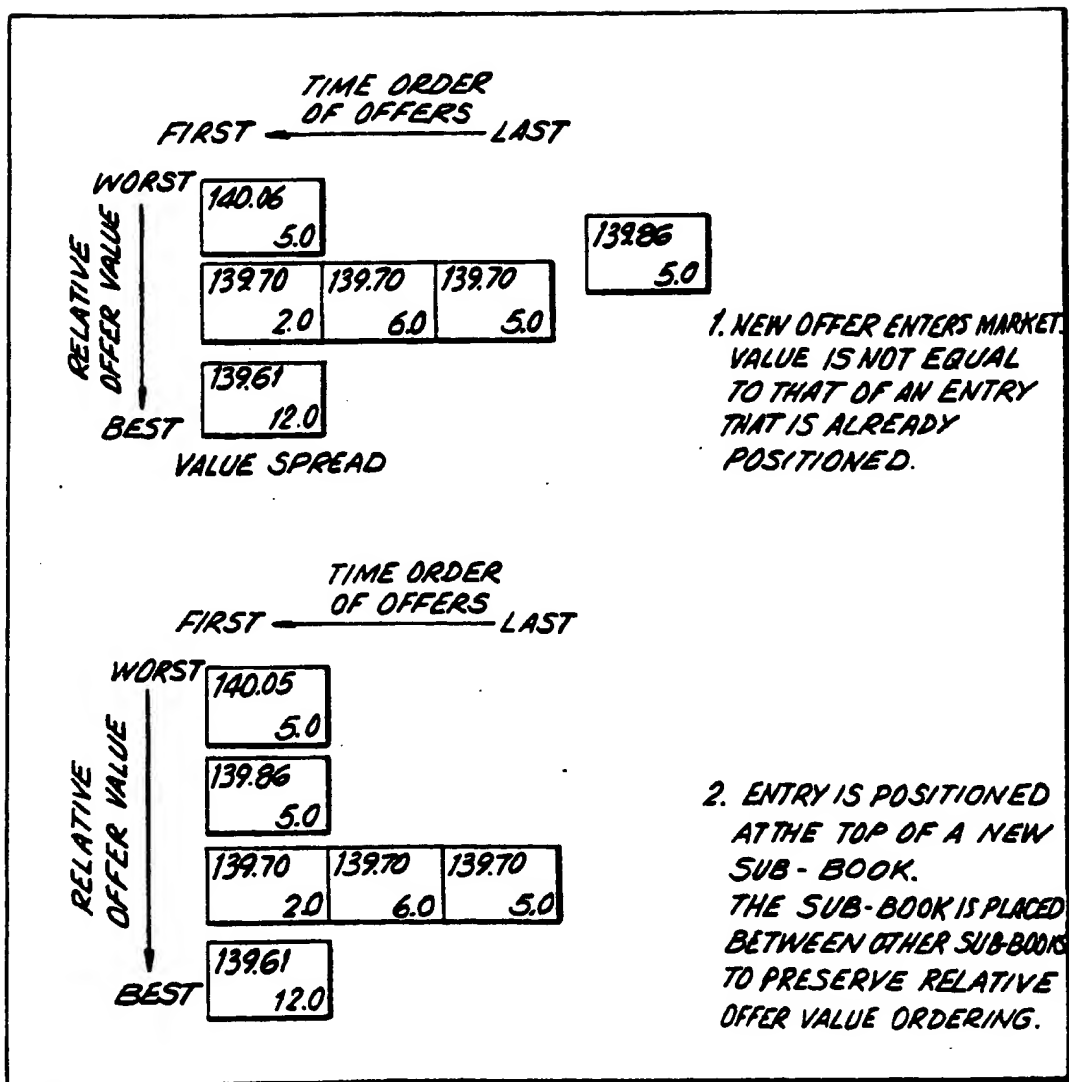 TIME ORDER
OF OFFERS
FIRST LAST
WORST
RELATIVE
OFFER VALUE
140.06
5.0
139.86
5.0
139.70 139.70 139.70
2.0 6.0 5.0
139.61
12.0
BEST
VALUE SPREAD
1. NEW OFFER ENTERS MARKET.
VALUE IS NOT EQUAL
TO THAT OF AN ENTRY
THAT IS ALREADY
POSITIONED.
TIME ORDER
OF OFFERS
FIRST LAST
WORST
RELATIVE
OFFER VALUE
140.05
5.0
139.86
5.0
139.70 139.70 139.70
2.0 6.0 5.0
139.61
12.0
BEST
2. ENTRY IS POSITIONED
AT THE TOP OF A NEW
SUB-BOOK.
THE SUB-BOOK IS PLACED
BETWEEN OTHER SUB-BOOKS
TO PRESERVE RELATIVE
OFFER VALUE ORDERING.